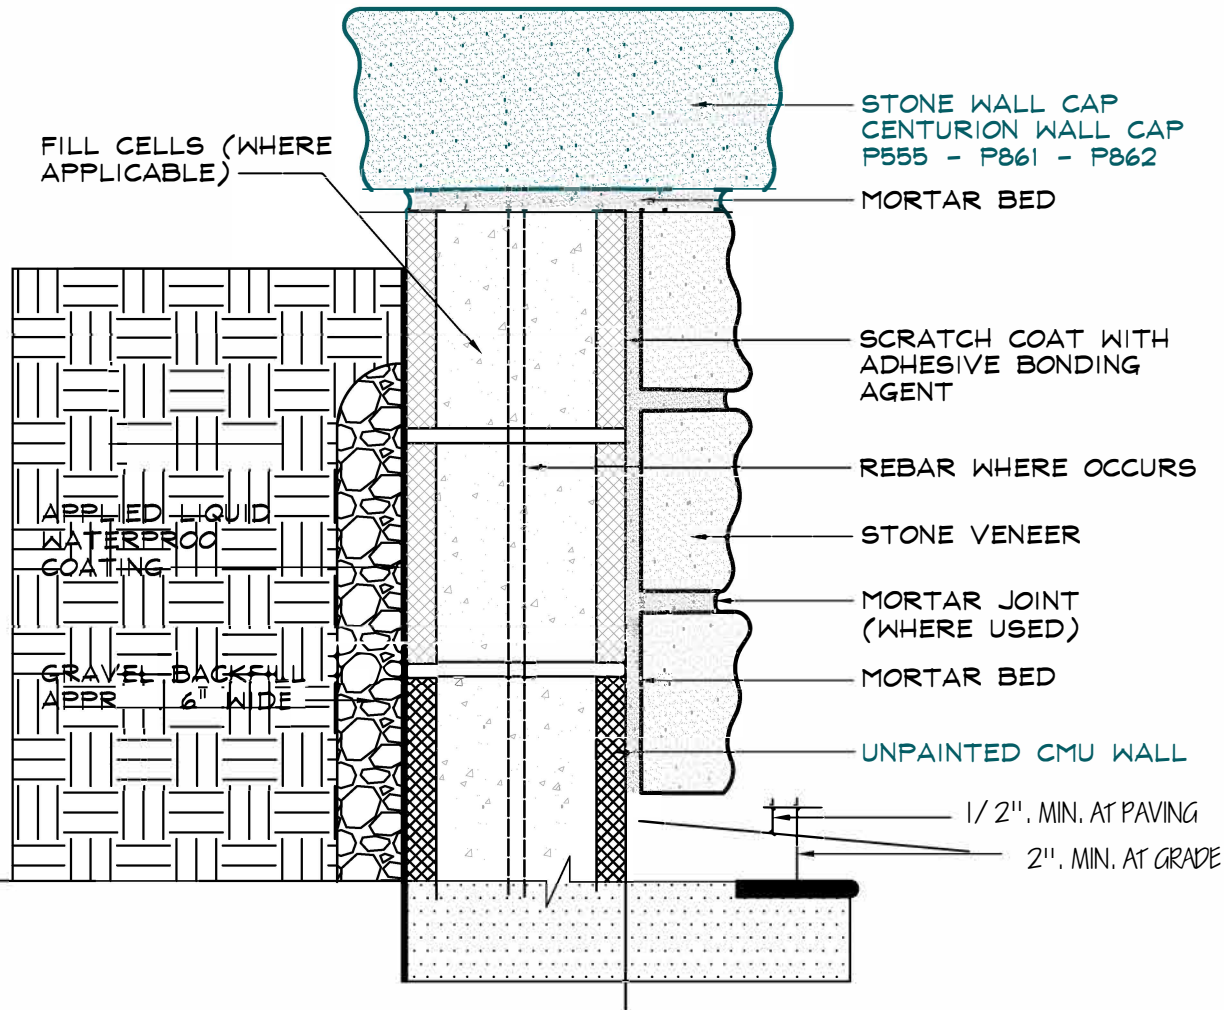 FILL CELLS (WHERE
APPLICABLE)
STONE WALL CAP
CENTURION WALL CAP
P555 - P861 - P862
MORTAR BED
SCRATCH COAT WITH
ADHESIVE BONDING
AGENT
REBAR WHERE OCCURS
APPLIED LIQUID
WATERPROO
COATING
STONE VENEER
MORTAR JOINT
(WHERE USED)
GRAVEL BACKFILL
APPR 6" WIDE
MORTAR BED
UNPAINTED CMU WALL
1/2". MIN. AT PAVING
2". MIN. AT GRADE